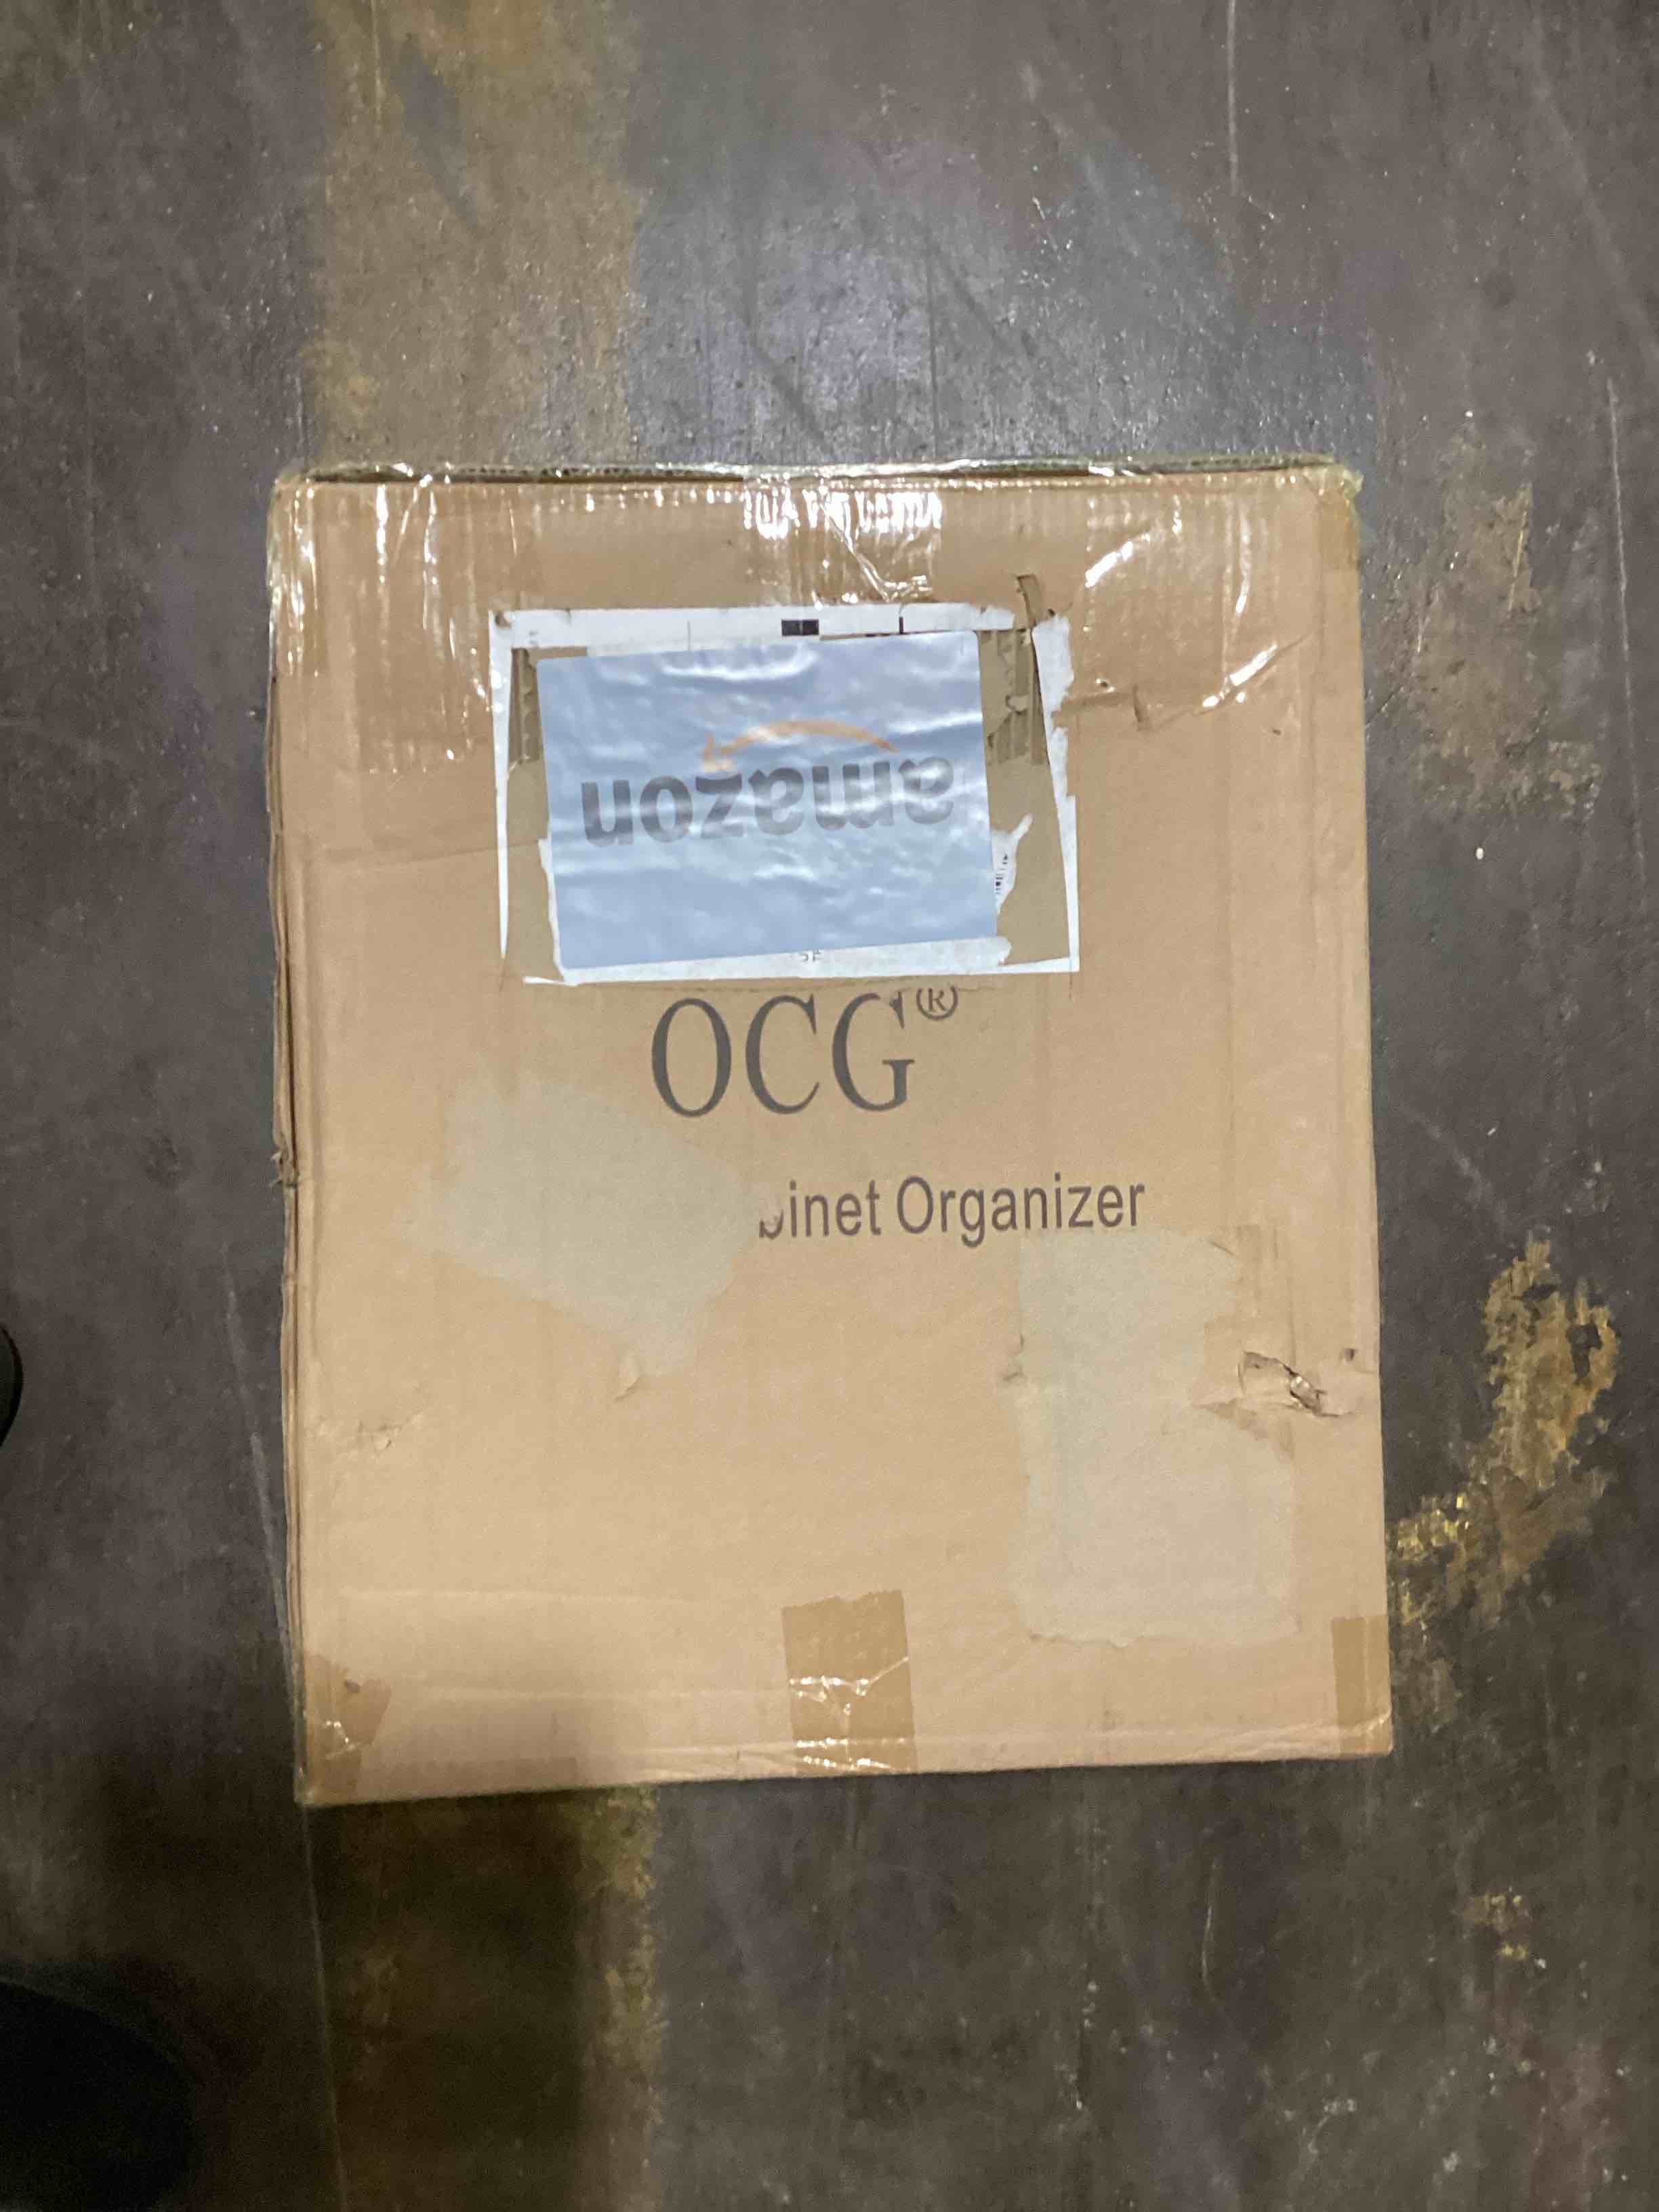 amazon
OCG®
binet Organizer